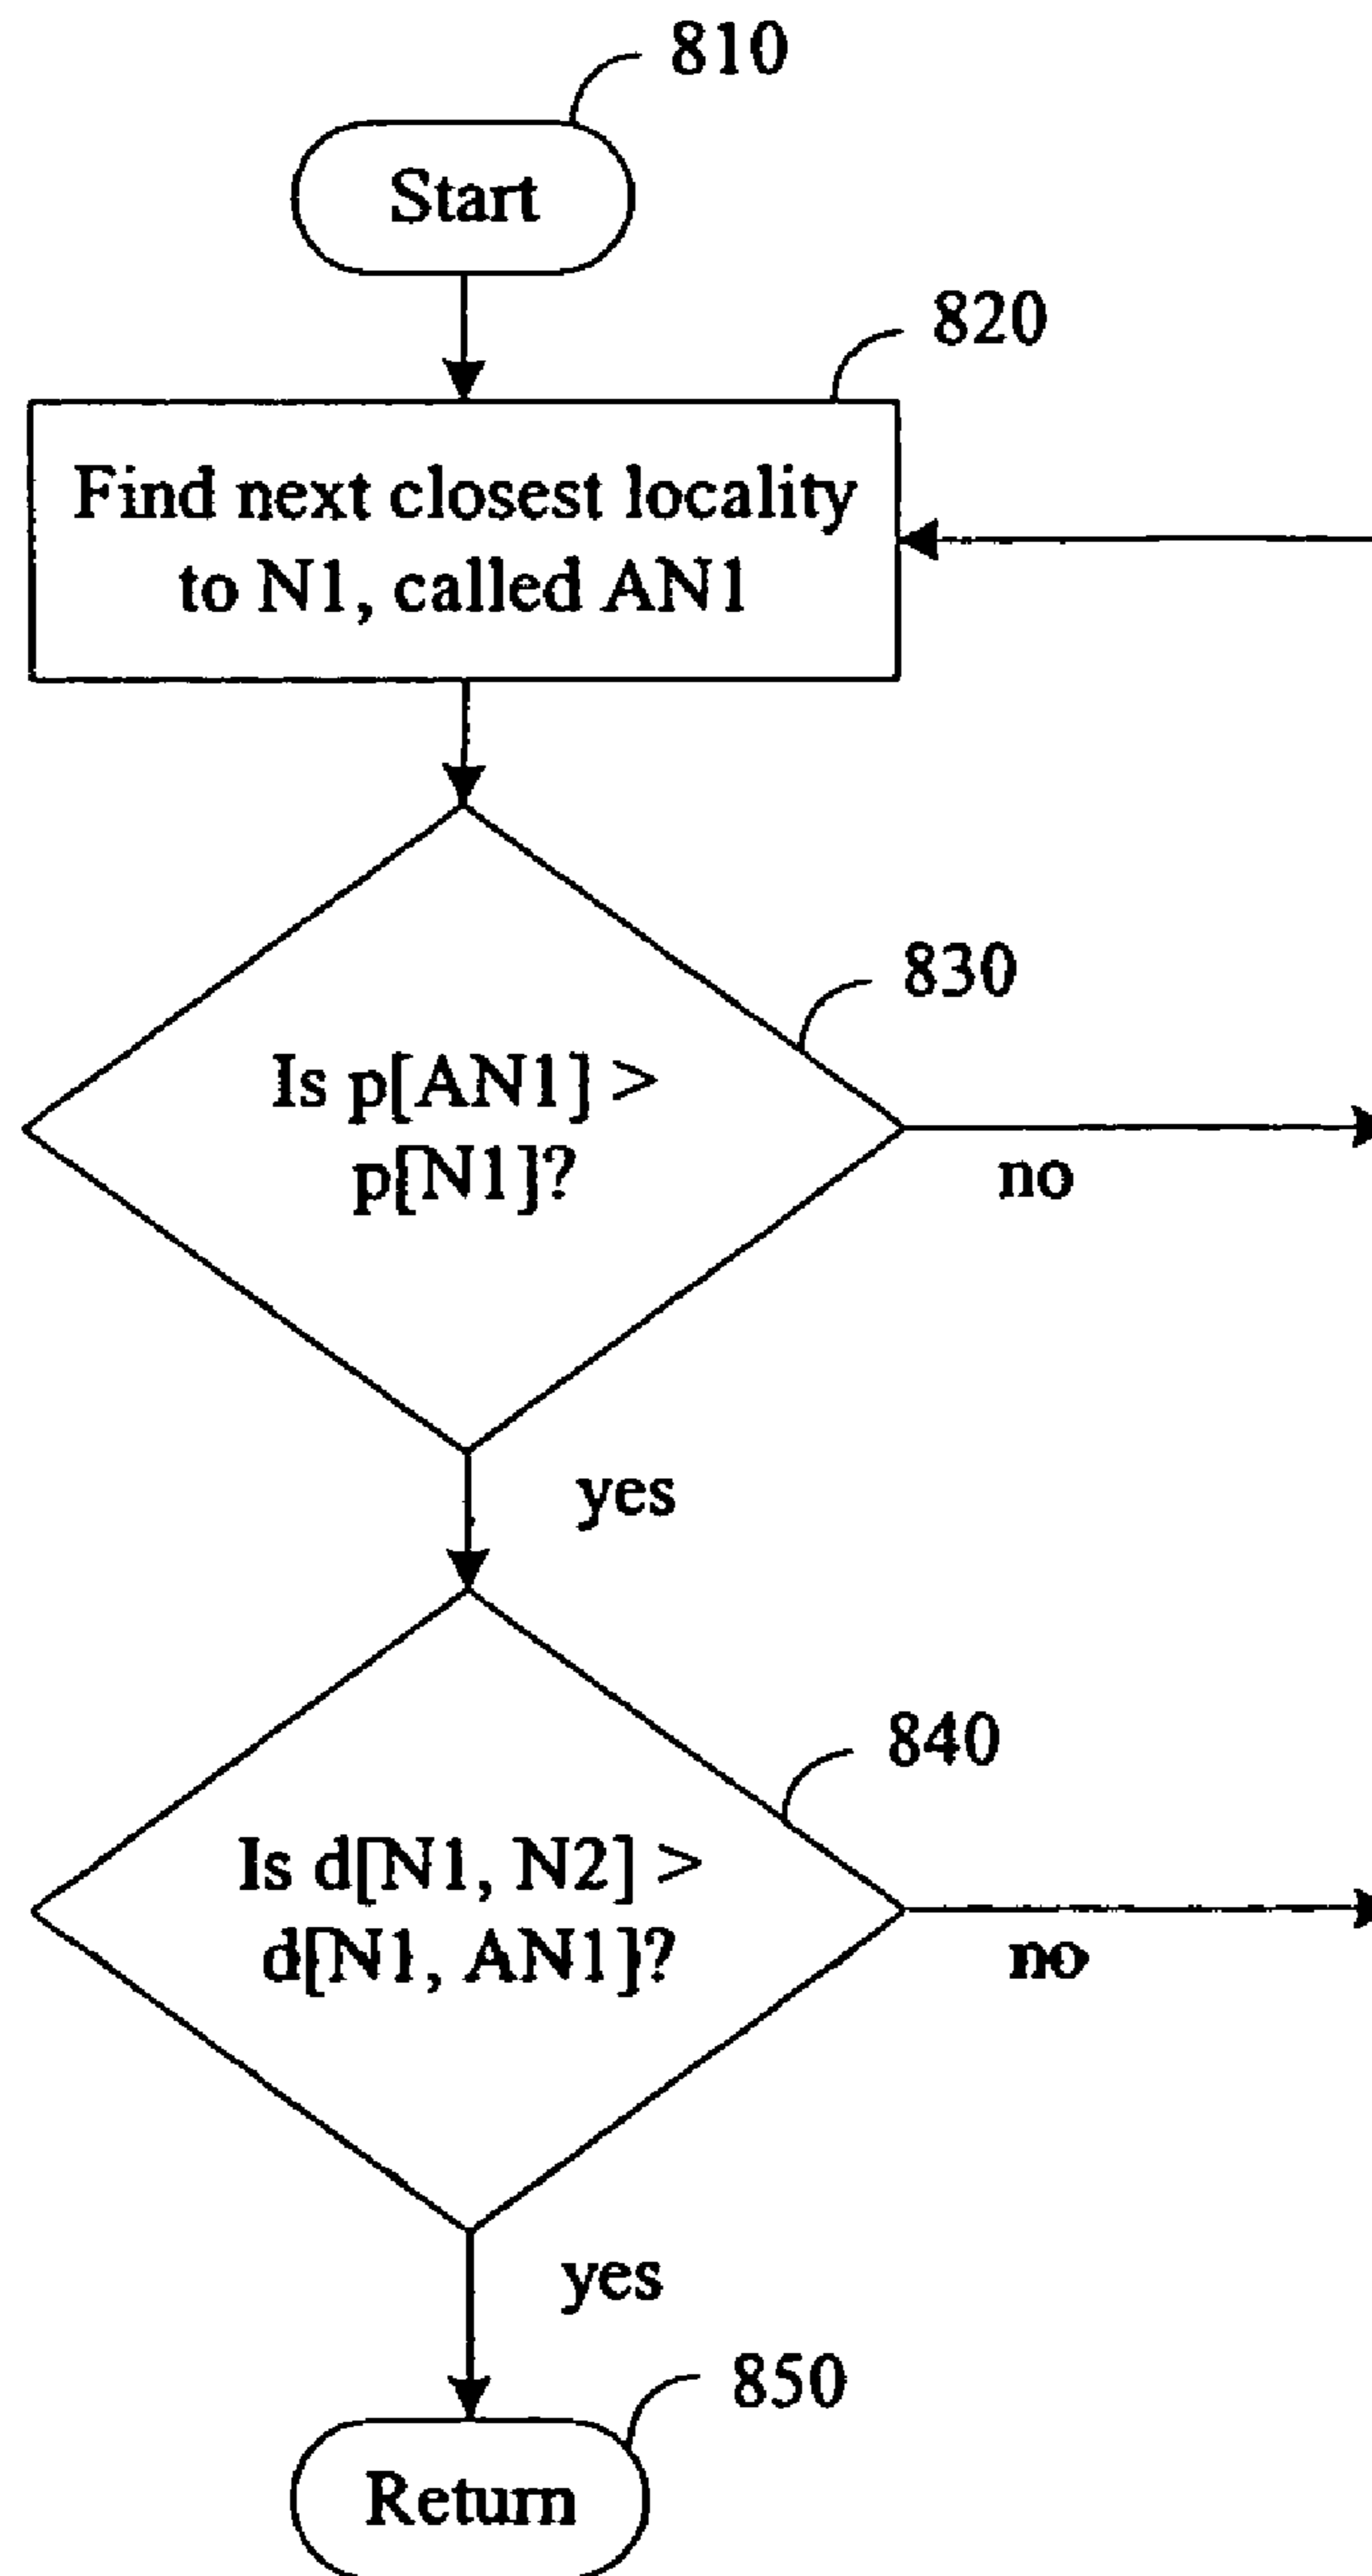 810
Start
820
Find next closest locality
to N1, called AN1
830
Is p[AN1] >
p[N1]?
no
yes
840
Is d[N1, N2] >
d[N1, AN1]?
no
yes
850
Return